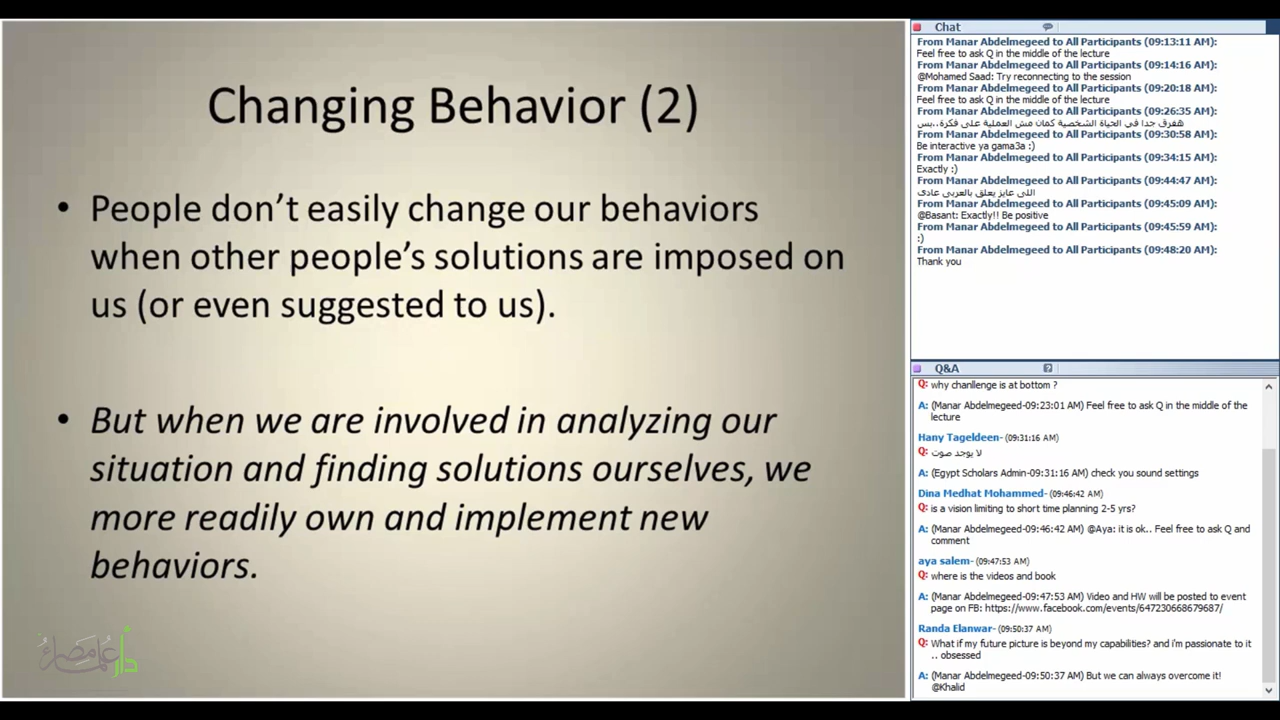 Changing Behavior (2)
• People don’t easily change our behaviors
when other people’s solutions are imposed on
us (or even suggested to us).
• But when we are involved in analyzing our
situation and finding solutions ourselves, we
more readily own and implement new
behaviors.
Chat
From Manar Abdelmegeed to All Participants (09:13:11 AM):
Feel free to ask Q in the middle of the lecture
From Manar Abdelmegeed to All Participants (09:14:16 AM):
@Mohamed Saad: Try reconnecting to the session
From Manar Abdelmegeed to All Participants (09:20:18 AM):
Feel free to ask Q in the middle of the lecture
From Manar Abdelmegeed to All Participants (09:26:35 AM):
هتفرق جدا في الحياة الشخصية كمان مش العملية على فكرة..بس
From Manar Abdelmegeed to All Participants (09:30:58 AM):
Be interactive ya gama3a :)
From Manar Abdelmegeed to All Participants (09:34:15 AM):
Exactly :)
From Manar Abdelmegeed to All Participants (09:44:47 AM):
اللي عايز يعلق بالعربي عادي
From Manar Abdelmegeed to All Participants (09:45:09 AM):
@Basant: Exactly!! Be positive
From Manar Abdelmegeed to All Participants (09:45:59 AM):
:)
From Manar Abdelmegeed to All Participants (09:48:20 AM):
Thank you
Q&A
Q: why chanllenge is at bottom ?
A: (Manar Abdelmegeed-09:23:01 AM) Feel free to ask Q in the middle of the
lecture
Hany Tageldeen- (09:31:16 AM)
Q: لا يوجد صوت
A: (Egypt Scholars Admin-09:31:16 AM) check you sound settings
Dina Medhat Mohammed- (09:46:42 AM)
Q: is a vision limiting to short time planning 2-5 yrs?
A: (Manar Abdelmegeed-09:46:42 AM) @Aya: it is ok.. Feel free to ask Q and
comment
aya salem- (09:47:53 AM)
Q: where is the videos and book
A: (Manar Abdelmegeed-09:47:53 AM) Video and HW will be posted to event
page on FB: https://www.facebook.com/events/647230668679687/
Randa Elanwar- (09:50:37 AM)
Q: What if my future picture is beyond my capabilities? and i'm passionate to it
.. obsessed
A: (Manar Abdelmegeed-09:50:37 AM) But we can always overcome it!
@Khalid